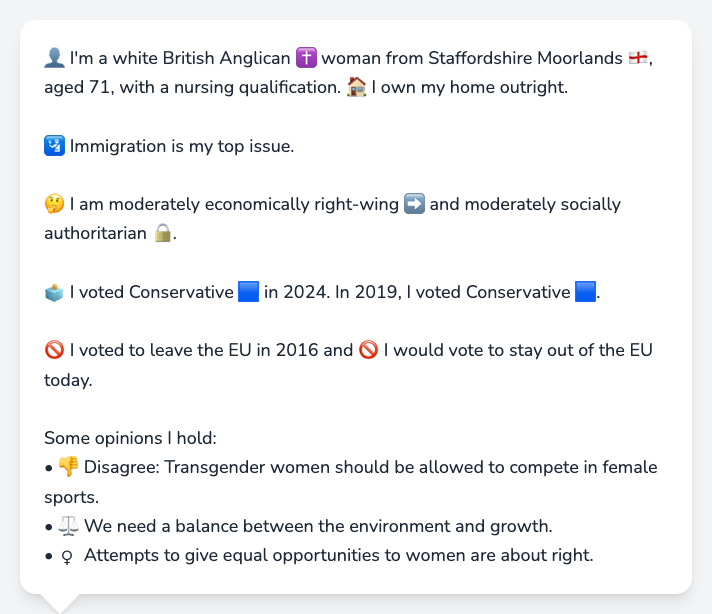 👤 I'm a white British Anglican ✝️ woman from Staffordshire Moorlands 🏴󠁧󠁢󠁥󠁮󠁧󠁿,
aged 71, with a nursing qualification. 🏠 I own my home outright.
🛂 Immigration is my top issue.
🤔 I am moderately economically right-wing ➡️ and moderately socially
authoritarian 🔒.
🗳️ I voted Conservative 🟦 in 2024. In 2019, I voted Conservative 🟦.
🚫 I voted to leave the EU in 2016 and 🚫 I would vote to stay out of the EU
today.
Some opinions I hold:
• 👎 Disagree: Transgender women should be allowed to compete in female
sports.
• ⚖️ We need a balance between the environment and growth.
• ♀ Attempts to give equal opportunities to women are about right.